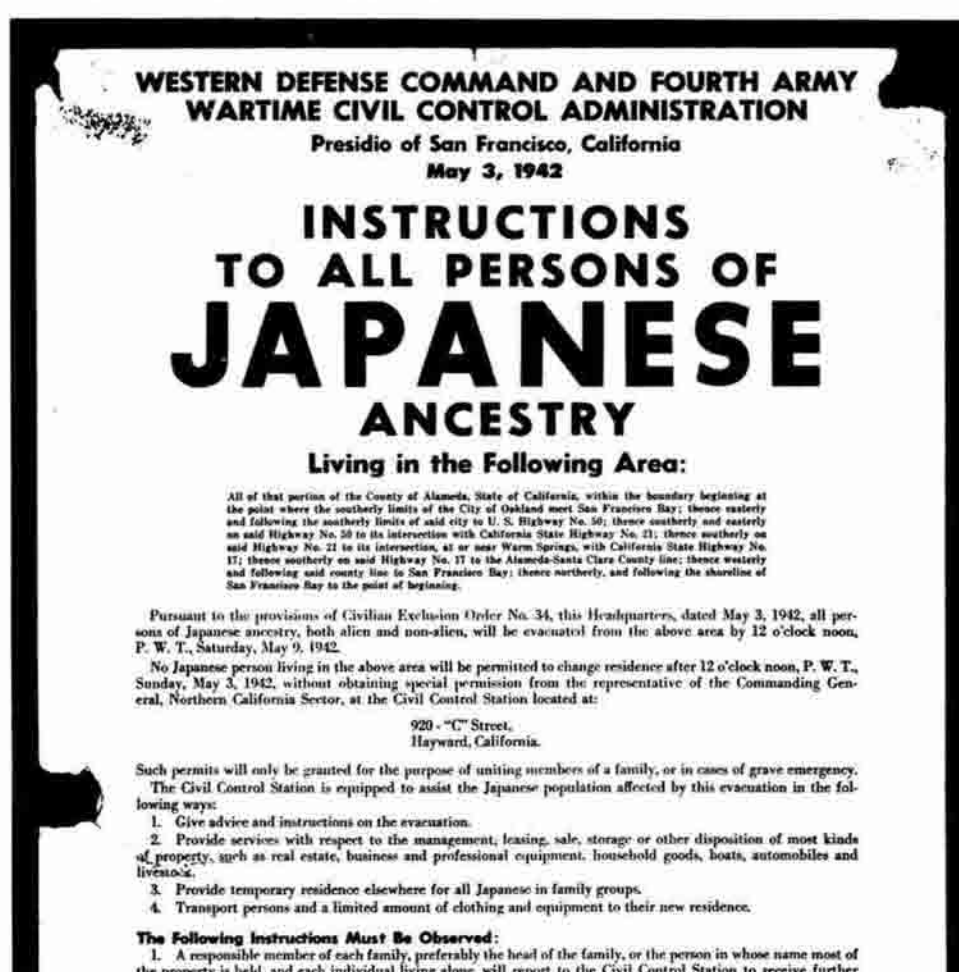 WESTERN DEFENSE COMMAND AND FOURTH ARMY
WARTIME CIVIL CONTROL ADMINISTRATION
Presidio of San Francisco, California
May 3, 1942
INSTRUCTIONS
TO ALL PERSONS OF
JAPANESE
ANCESTRY
Living in the Following Area:
All of that portion of the County of Alameda, State of California, within the boundary beginning at
the point where the southerly limits of the City of Oakland meet San Francisco Bay; thence easterly
and following the southerly limits of said city to U. S. Highway No. 50; thence southerly and easterly
on said Highway No. 50 to its intersection with California State Highway No. 21; thence southerly on
said Highway No. 21 to its intersection, at or near Warm Springs, with California State Highway No.
17; thence southerly on said Highway No. 17 to the Alameda-Santa Clara County line; thence westerly
and following said county line to San Francisco Bay; thence northerly, and following the shoreline of
San Francisco Bay to the point of beginning.
Pursuant to the provisions of Civilian Exclusion Order No. 34, this Headquarters, dated May 3, 1942, all per-
sons of Japanese ancestry, both alien and non-alien, will be evacuated from the above area by 12 o'clock noon,
P. W. T., Saturday, May 9, 1942.
No Japanese person living in the above area will be permitted to change residence after 12 o'clock noon, P. W. T.,
Sunday, May 3, 1942, without obtaining special permission from the representative of the Commanding Gen-
eral, Northern California Sector, at the Civil Control Station located at:
920 - "C" Street,
Hayward, California.
Such permits will only be granted for the purpose of uniting members of a family, or in cases of grave emergency.
The Civil Control Station is equipped to assist the Japanese population affected by this evacuation in the fol-
lowing ways:
1. Give advice and instructions on the evacuation.
2. Provide services with respect to the management, leasing, sale, storage or other disposition of most kinds
of property, such as real estate, business and professional equipment, household goods, boats, automobiles and
livestock.
3. Provide temporary residence elsewhere for all Japanese in family groups.
4. Transport persons and a limited amount of clothing and equipment to their new residence.
The Following Instructions Must Be Observed:
1. A responsible member of each family, preferably the head of the family, or the person in whose name most of
the property is held, and each individual living alone, will report to the Civil Control Station to receive further